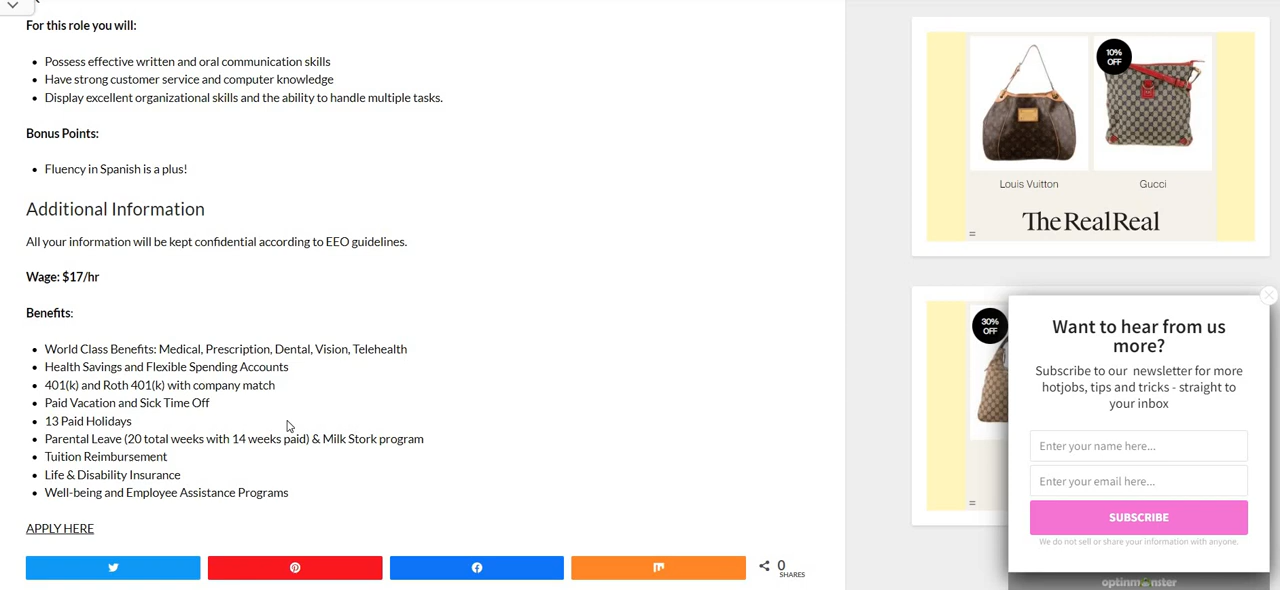 For this role you will:
Possess effective written and oral communication skills
Have strong customer service and computer knowledge
Display excellent organizational skills and the ability to handle multiple tasks.
Bonus Points:
Fluency in Spanish is a plus!
Additional Information
All your information will be kept confidential according to EEO guidelines.
Wage: $17/hr
Benefits:
World Class Benefits: Medical, Prescription, Dental, Vision, Telehealth
Health Savings and Flexible Spending Accounts
401(k) and Roth 401(k) with company match
Paid Vacation and Sick Time Off
13 Paid Holidays
Parental Leave (20 total weeks with 14 weeks paid) & Milk Stork program
Tuition Reimbursement
Life & Disability Insurance
Well-being and Employee Assistance Programs
APPLY HERE
0
SHARES
10%
OFF
Louis Vuitton
Gucci
TheRealReal
30%
OFF
Want to hear from us
more?
Subscribe to our newsletter for more
hotjobs, tips and tricks - straight to
your inbox
Enter your name here...
Enter your email here...
SUBSCRIBE
We do not sell or share your information with anyone.
optinmonster